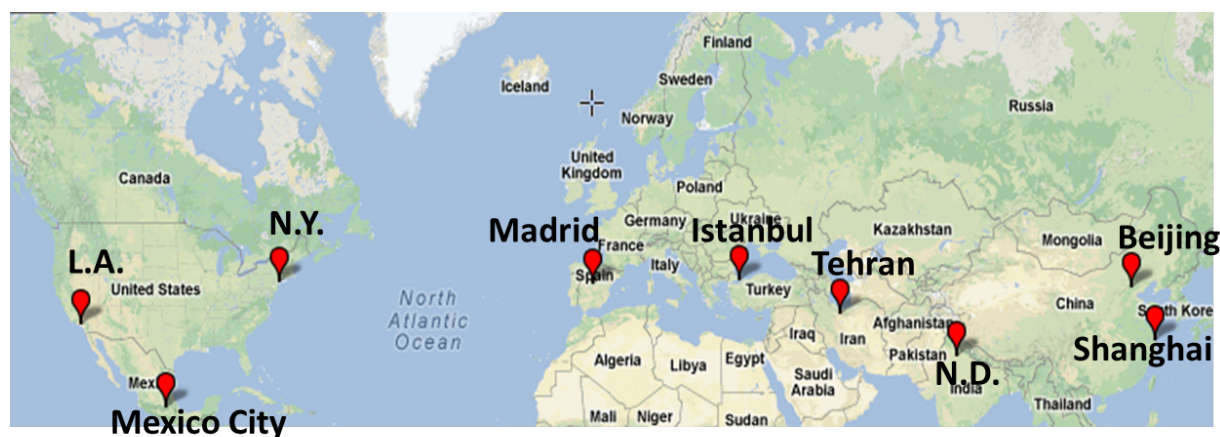 Finland
Sweden
Iceland
Russia
Norway
United
Kingdom
Canada
Poland
N.Y.
Madrid
Germany
Ukraine
Istanbul
Kazakhstan
Mongolia
Beijing
France
L.A.
Italy
Tehran
Spain
United States
Turkey
China
South Kore
North
Atlantic
Ocean
Afghanistan
Iraq
Iran
Shanghai
Algeria
Libya
Egypt
Pakistan
Saudi
Arabia
N.D.
India
Mexi
Thailand
Mexico City
Mali
Niger
Sudan